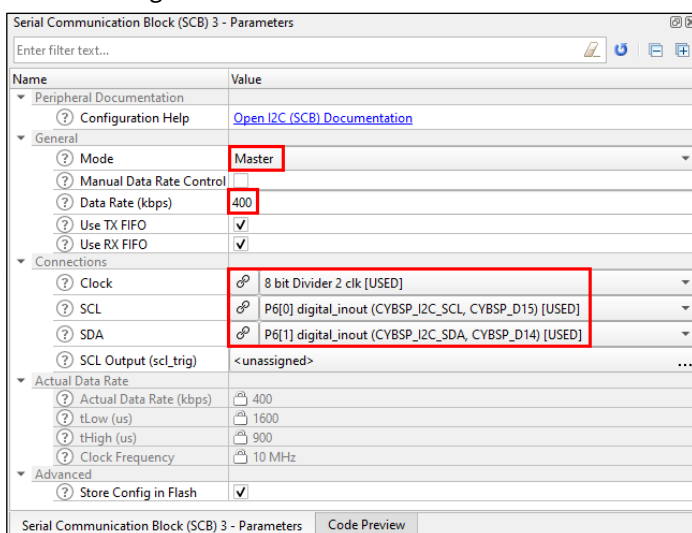 Serial Communication Block (SCB) 3 - Parameters
Enter filter text...
Name Value
Peripheral Documentation
Configuration Help Open I2C (SCB) Documentation
General
Mode Master
Manual Data Rate Control
Data Rate (kbps) 400
Use TX FIFO
Use RX FIFO
Connections
Clock 8 bit Divider 2 clk [USED]
SCL P6[0] digital_inout (CYBSP_I2C_SCL, CYBSP_D15) [USED]
SDA P6[1] digital_inout (CYBSP_I2C_SDA, CYBSP_D14) [USED]
SCL Output (scl_trig) <unassigned> ...
Actual Data Rate
Actual Data Rate (kbps) 400
tLow (us) 1600
tHigh (us) 900
Clock Frequency 10 MHz
Advanced
Store Config in Flash
Serial Communication Block (SCB) 3 - Parameters Code Preview